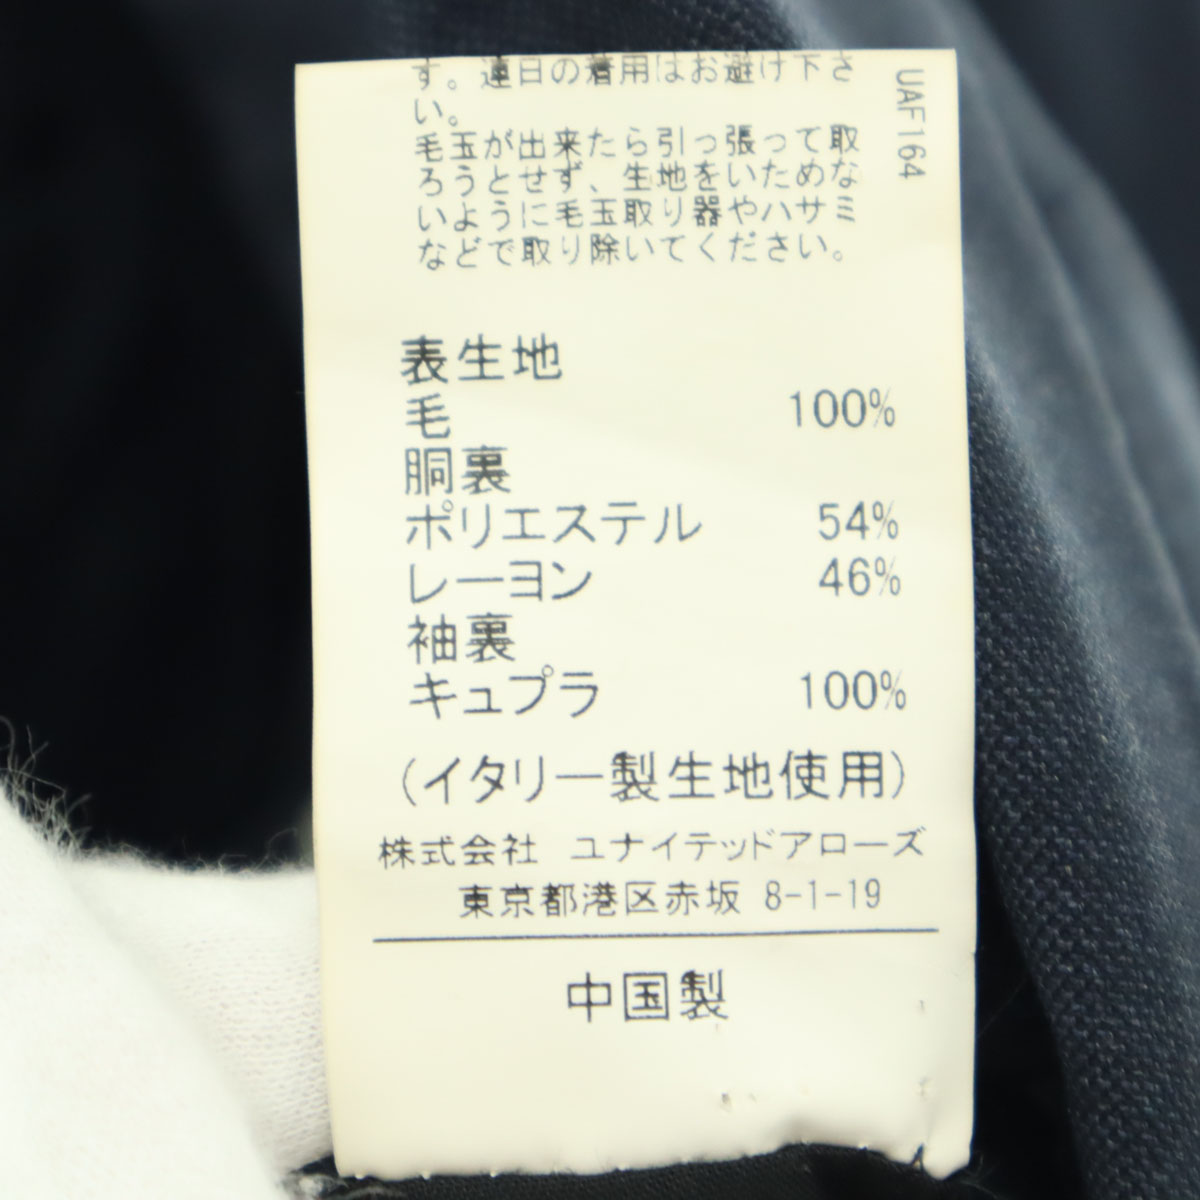 す。連日の着用はお避け下さ
い。
毛玉が出来たら引っ張って取
ろうとせず、生地をいためな
いように毛玉取り器やハサミ
などで取り除いてください。
UAF164
表生地
毛 100%
胴裏
ポリエステル 54%
レーヨン 46%
袖裏
キュプラ 100%
(イタリー製生地使用)
株式会社 ユナイテッドアローズ
東京都港区赤坂 8-1-19
中国製